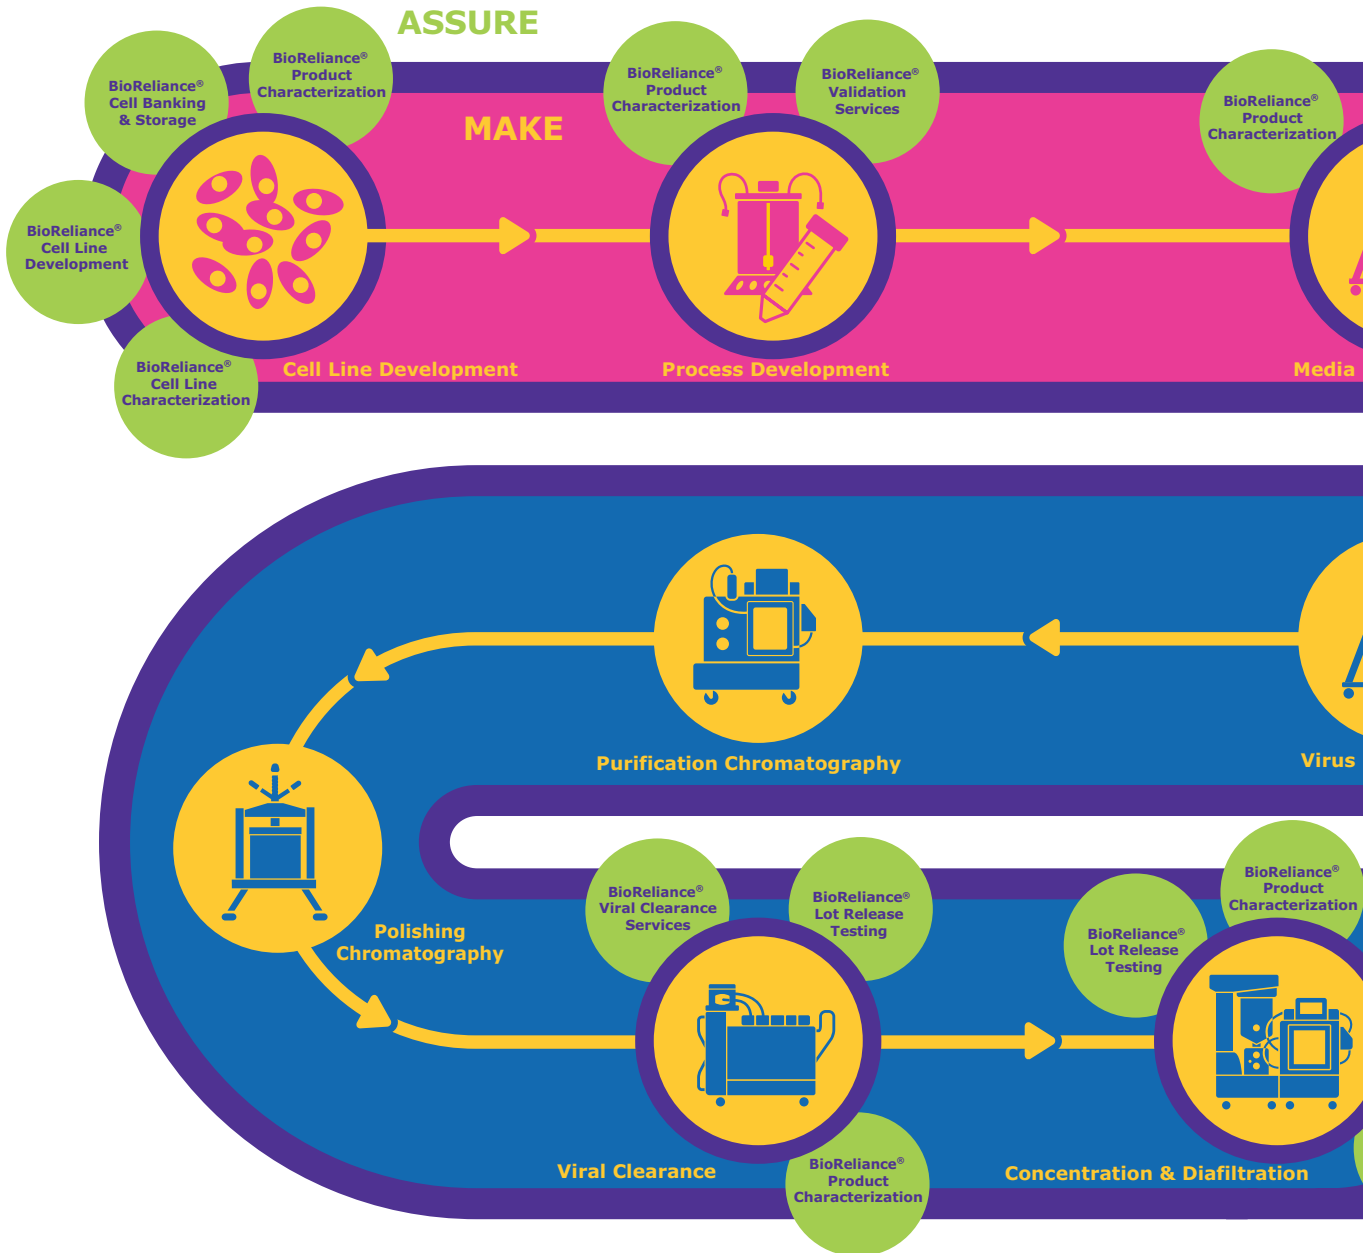 ASSURE
BioReliance®
Cell Banking
& Storage
BioReliance®
Product
Characterization
BioReliance®
Product
Characterization
BioReliance®
Validation
Services
BioReliance®
Product
Characterization
MAKE
BioReliance®
Cell Line
Development
BioReliance®
Cell Line
Characterization
Cell Line Development
Process Development
Media
Purification Chromatography
Virus
Polishing
Chromatography
BioReliance®
Viral Clearance
Services
BioReliance®
Lot Release
Testing
BioReliance®
Lot Release
Testing
BioReliance®
Product
Characterization
Viral Clearance
BioReliance®
Product
Characterization
Concentration & Diafiltration